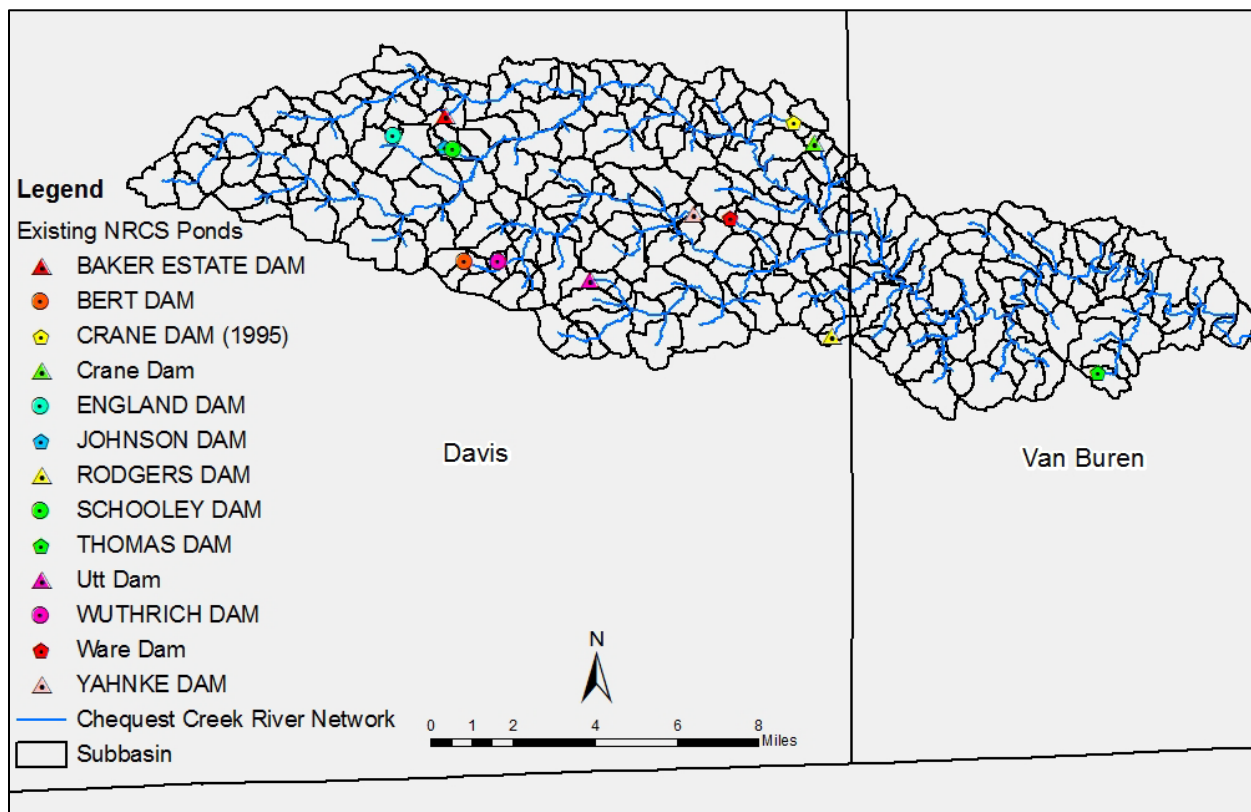 Legend
Existing NRCS Ponds
BAKER ESTATE DAM
BERT DAM
CRANE DAM (1995)
Crane Dam
ENGLAND DAM
JOHNSON DAM
RODGERS DAM
SCHOOLEY DAM
THOMAS DAM
Utt Dam
WUTHRICH DAM
Ware Dam
YAHNKE DAM
Chequest Creek River Network
Subbasin
Davis
Van Buren
N
0 1 2 4 6 8
Miles